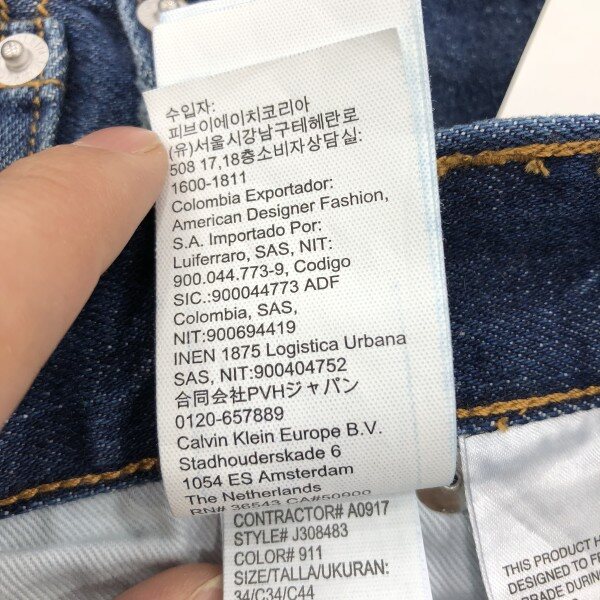 수입자:
피브이에이치코리아
(유)서울시강남구테헤란로
508 17,18층소비자상담실:
1600-1811
Colombia Exportador:
American Designer Fashion,
S.A. Importado Por:
Luiferraro, SAS, NIT:
900.044.773-9, Codigo
SIC.:900044773 ADF
Colombia, SAS,
NIT:900694419
INEN 1875 Logistica Urbana
SAS, NIT:900404752
合同会社PVHジャパン
0120-657889
Calvin Klein Europe B.V.
Stadhouderskade 6
1054 ES Amsterdam
The Netherlands
RN# 36543 CA#50900
CONTRACTOR# A0917
STYLE# J308483
COLOR# 911
SIZE/TALLA/UKURAN:
34/C34/C44
THIS PRODUCT H
DESIGNED TO F
DURING